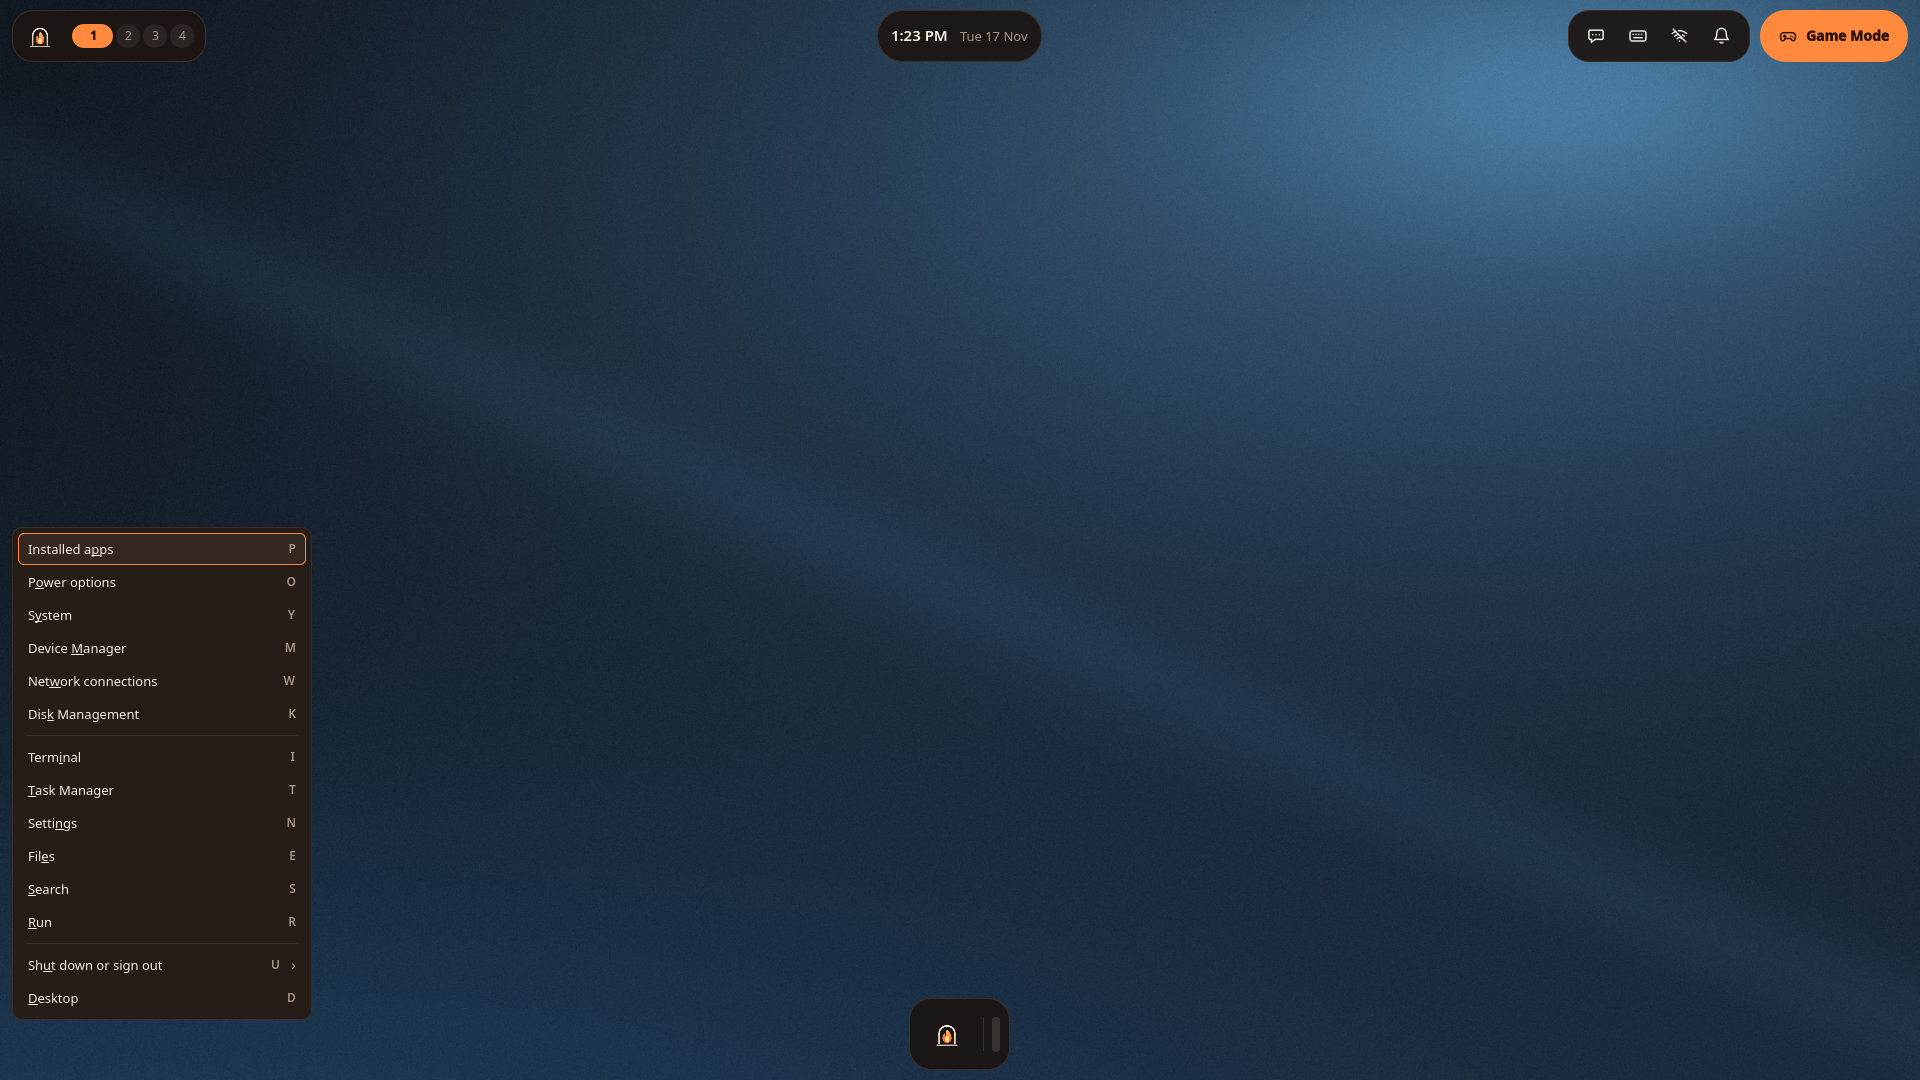 1 2 3 4
1:23 PM Tue 17 Nov
Game Mode
Installed apps P
Power options O
System Y
Device Manager M
Network connections W
Disk Management K
Terminal I
Task Manager T
Settings N
Files E
Search S
Run R
Shut down or sign out U ›
Desktop D